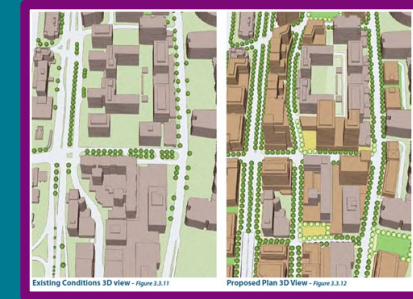 Existing Conditions 3D view - Figure 3.3.11
Proposed Plan 3D View - Figure 3.3.12